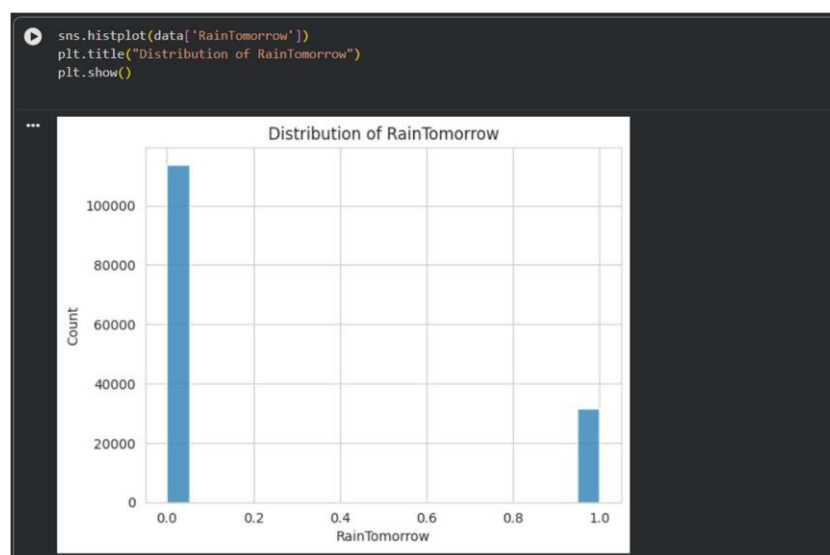 sns.histplot(data['RainTomorrow'])
plt.title("Distribution of RainTomorrow")
plt.show()
Distribution of RainTomorrow
100000
80000
60000
40000
20000
0
Count
0.0 0.2 0.4 0.6 0.8 1.0
RainTomorrow